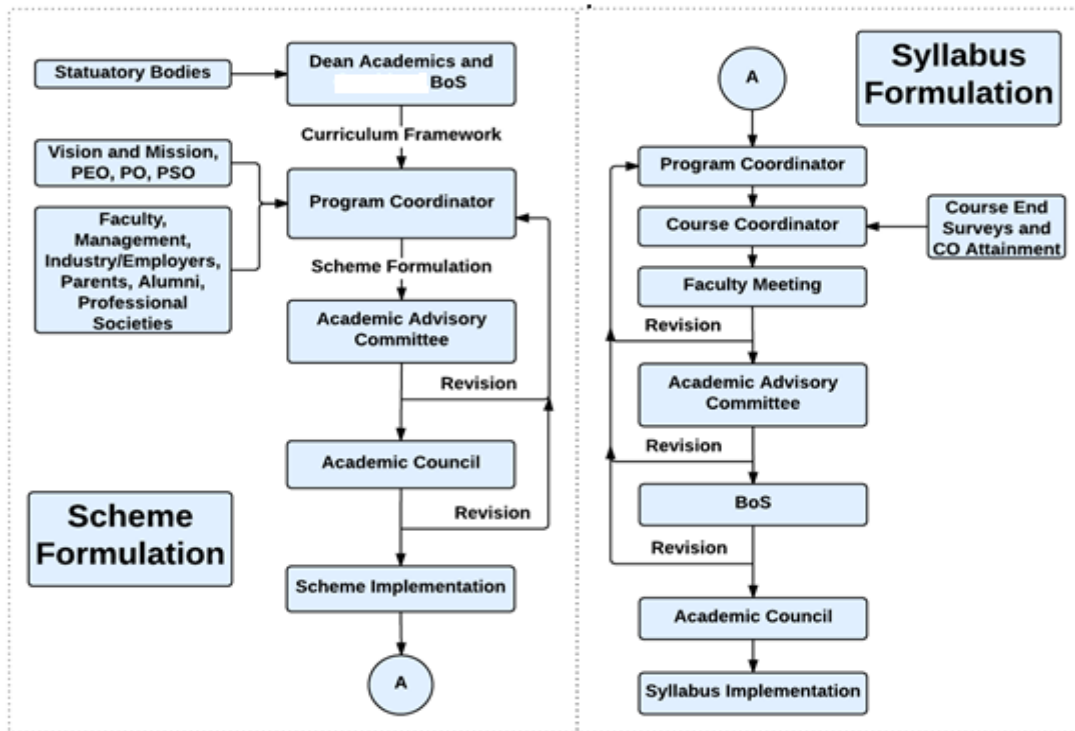 Statuatory Bodies
Dean Academics and
BoS
Curriculum Framework
Vision and Mission,
PEO, PO, PSO
Faculty,
Management,
Industry/Employers,
Parents, Alumni,
Professional
Societies
Program Coordinator
Scheme Formulation
Academic Advisory
Committee
Revision
Academic Council
Revision
Scheme
Formulation
Scheme Implementation
A
Syllabus
Formulation
A
Program Coordinator
Course Coordinator
Course End
Surveys and
CO Attainment
Faculty Meeting
Revision
Academic Advisory
Committee
Revision
BoS
Revision
Academic Council
Syllabus Implementation